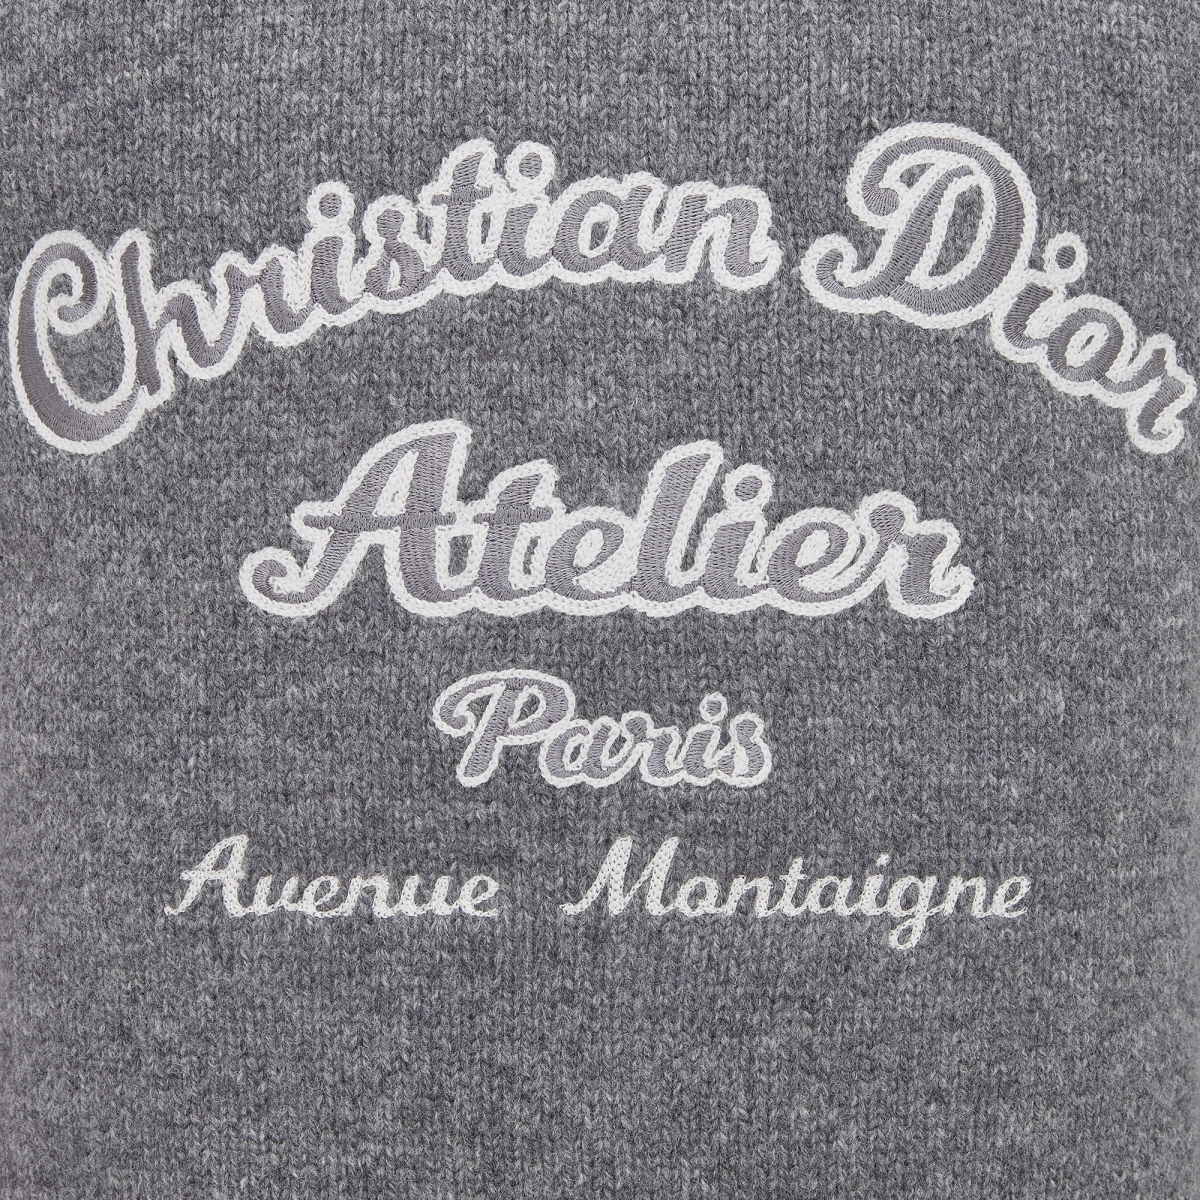 Christian Dior
Atelier
Paris
Avenue Montaigne